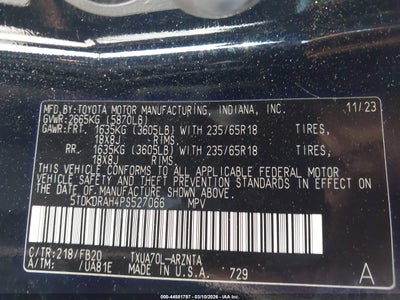 MFD.BY:TOYOTA MOTOR MANUFACTURING, INDIANA, INC. 11/23
GVWR: 2665KG (5870LB)
GAWR:FRT. 1635KG (3605LB) WITH 235/65R18 TIRES,
18X8J RIMS,
RR. 1635KG (3605LB) WITH 235/65R18 TIRES,
18X8J RIMS,
THIS VEHICLE CONFORMS TO ALL APPLICABLE FEDERAL MOTOR
VEHICLE SAFETY AND THEFT PREVENTION STANDARDS IN
EFFECT ON THE DATE OF MANUFACTURE SHOWN ABOVE.
5TDKDRAH4PS527066 MPV
C/TR:218/FB20 TXUA70L-ARZNTA
A/TM: /UA81E MADE IN U.S.A. 729 A
000-44581787 - 03/10/2026 - IAAI.COM